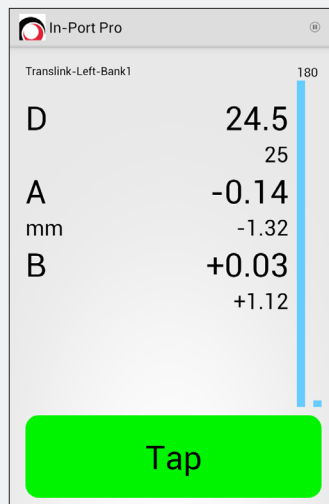 In-Port Pro
Translink-Left-Bank1
180
D 24.5
25
A -0.14
mm -1.32
B +0.03
+1.12
Tap